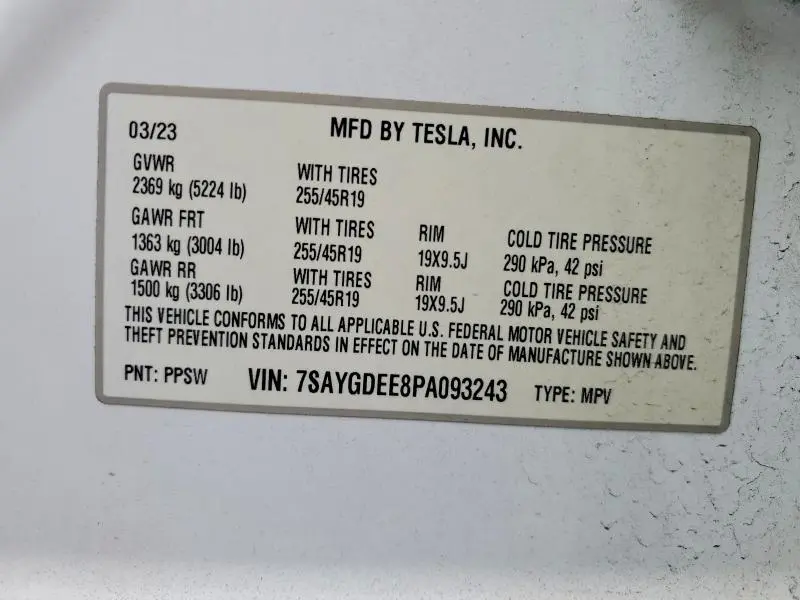 03/23 MFD BY TESLA, INC.
GVWR WITH TIRES
2369 kg (5224 lb) 255/45R19
GAWR FRT WITH TIRES RIM COLD TIRE PRESSURE
1363 kg (3004 lb) 255/45R19 19X9.5J 290 kPa, 42 psi
GAWR RR WITH TIRES RIM COLD TIRE PRESSURE
1500 kg (3306 lb) 255/45R19 19X9.5J 290 kPa, 42 psi
THIS VEHICLE CONFORMS TO ALL APPLICABLE U.S. FEDERAL MOTOR VEHICLE SAFETY AND
THEFT PREVENTION STANDARDS IN EFFECT ON THE DATE OF MANUFACTURE SHOWN ABOVE.
PNT: PPSW VIN: 7SAYGDEE8PA093243 TYPE: MPV